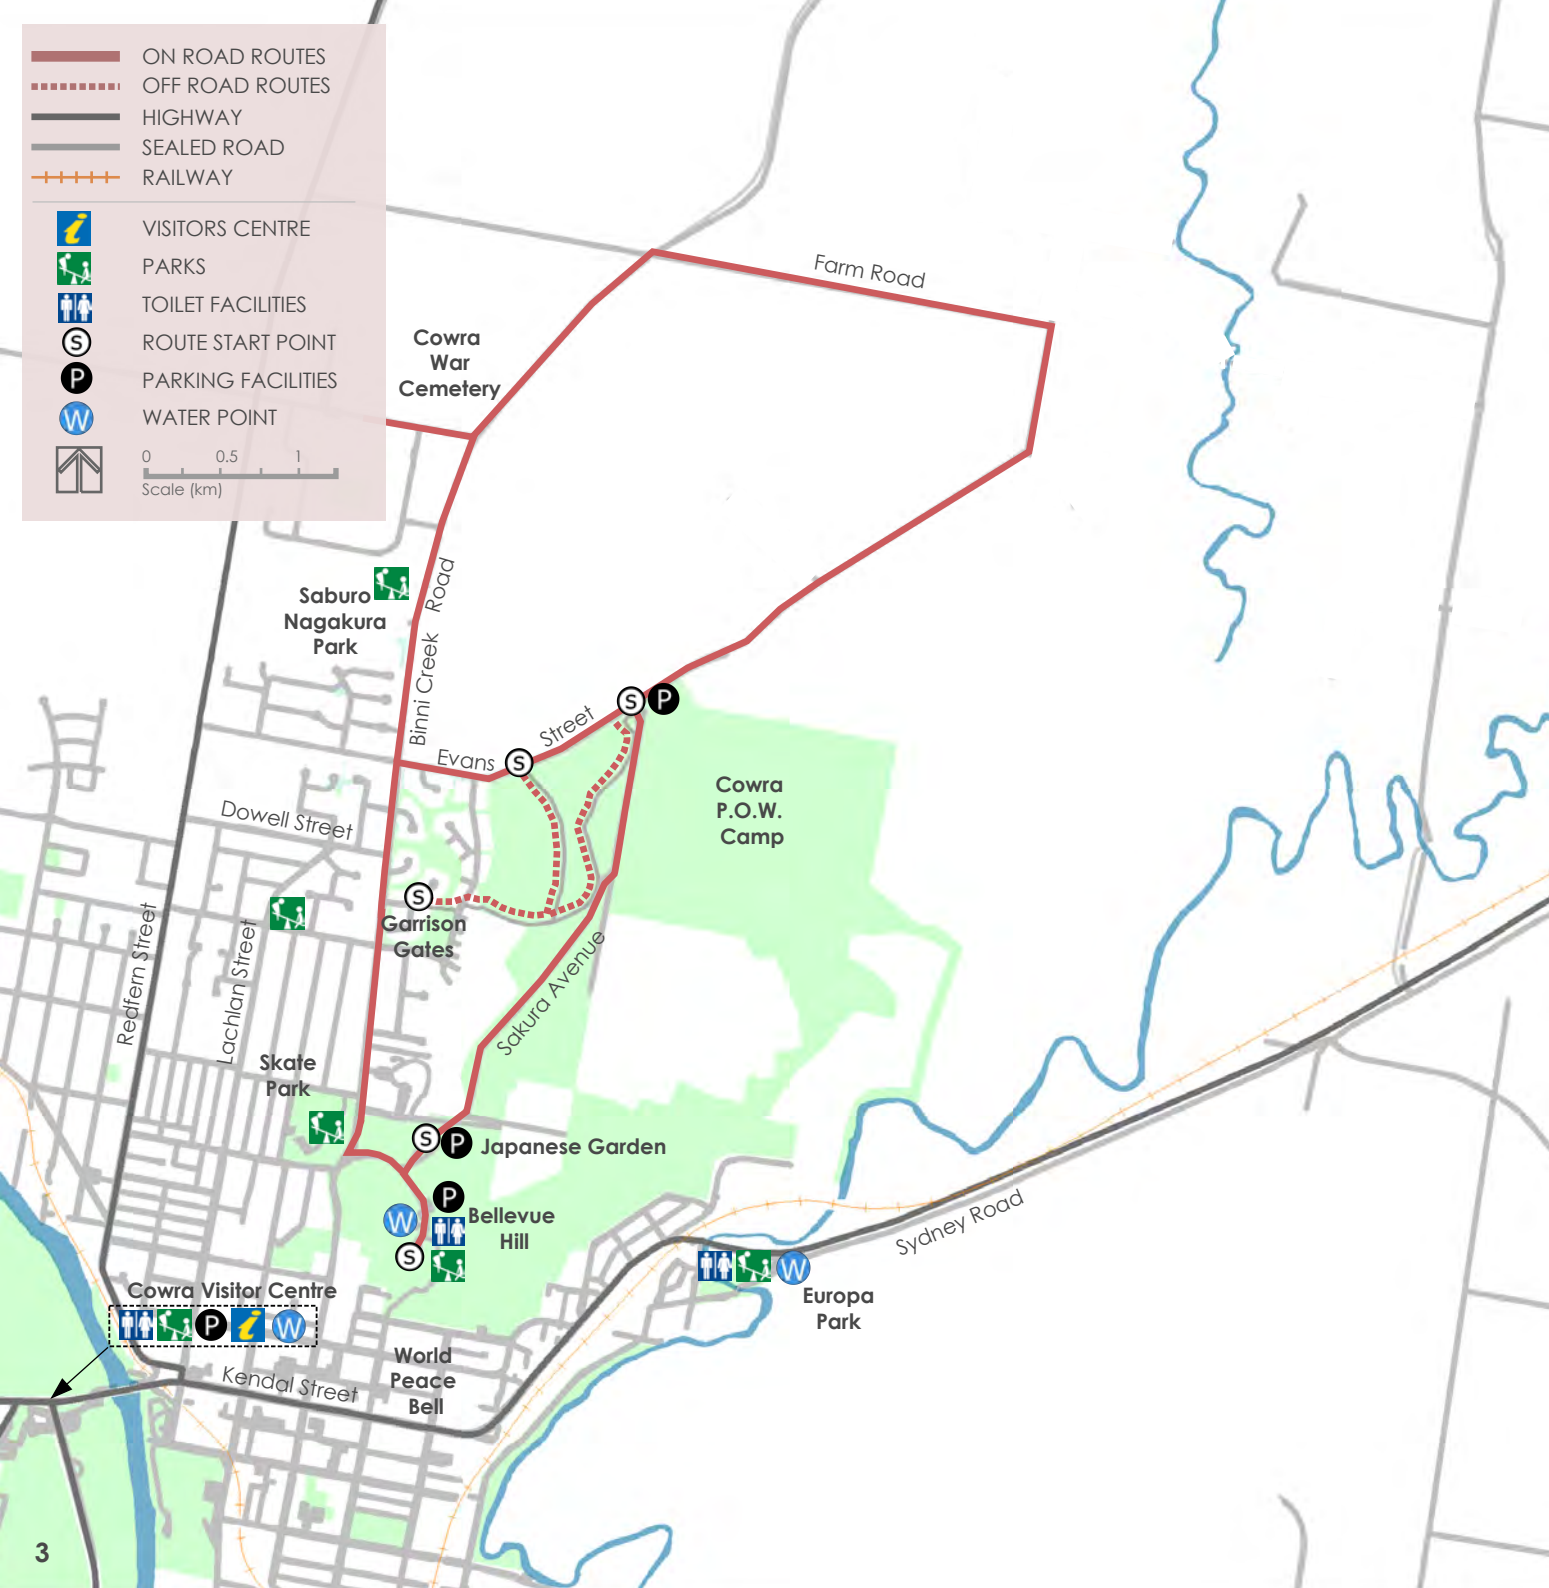 ON ROAD ROUTES
OFF ROAD ROUTES
HIGHWAY
SEALED ROAD
RAILWAY
VISITORS CENTRE
PARKS
TOILET FACILITIES
S
ROUTE START POINT
P
PARKING FACILITIES
W
WATER POINT
0 0.5 1
Scale (km)
Farm Road
Cowra
War
Cemetery
Binni Creek Road
Saburo
Nagakura
Park
S
P
Evans Street
S
Cowra
P.O.W.
Camp
Dowell Street
S
Garrison
Gates
Redfern Street
Lachlan Street
Sakura Avenue
Skate
Park
S
P
Japanese Garden
P
W
Bellevue
Hill
S
Sydney Road
W
Europa
Park
Cowra Visitor Centre
P
i
W
World
Peace
Bell
Kendal Street
3